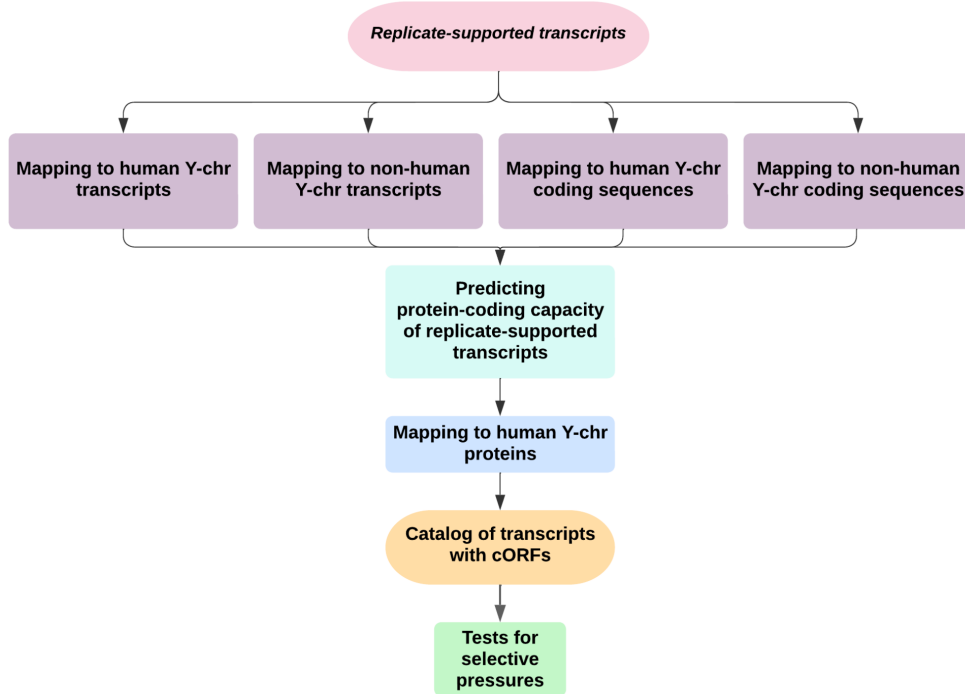 Replicate-supported transcripts
Mapping to human Y-chr
transcripts
Mapping to non-human
Y-chr transcripts
Mapping to human Y-chr
coding sequences
Mapping to non-human
Y-chr coding sequences
Predicting
protein-coding capacity
of replicate-supported
transcripts
Mapping to human Y-chr
proteins
Catalog of transcripts
with cORFs
Tests for
selective
pressures